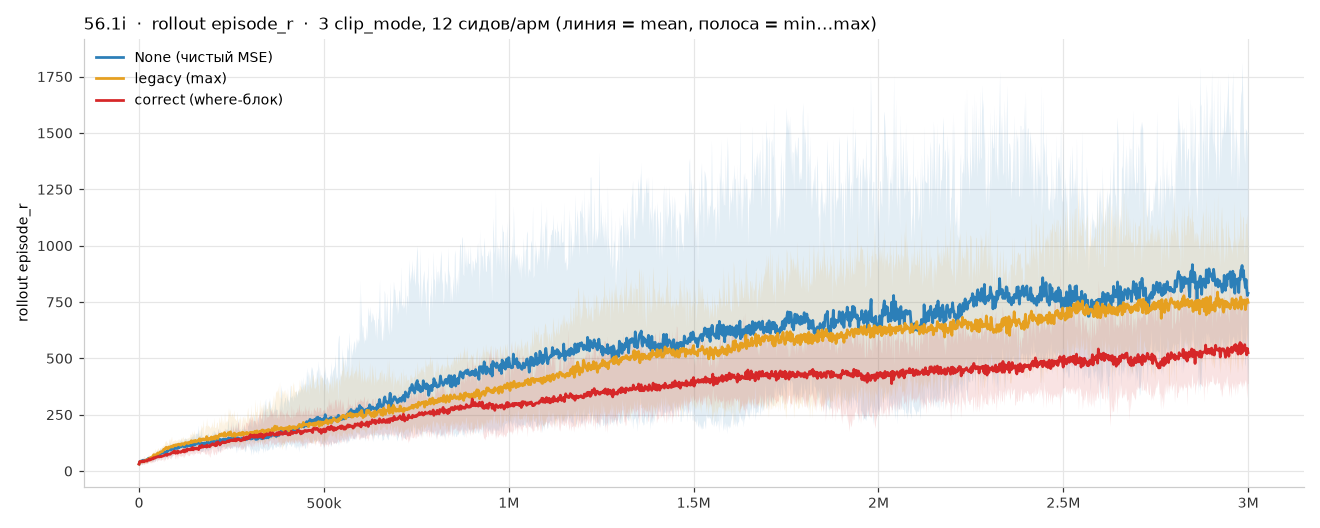 56.1i · rollout episode_r · 3 clip_mode, 12 сидов/арм (линия = mean, полоса = min…max)
None (чистый MSE)
legacy (max)
correct (where-блок)
rollout episode_r
1750
1500
1250
1000
750
500
250
0
0 500k 1M 1.5M 2M 2.5M 3M